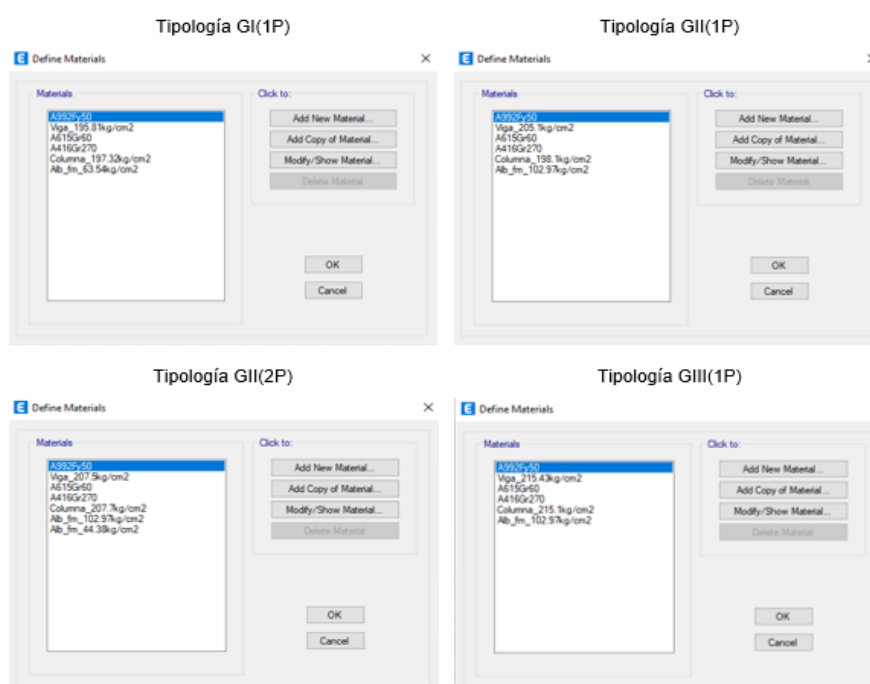 Tipología GI(1P)
Define Materials
Materials
A992Fy50
Viga_195.81kg/cm2
A615Gr60
A416Gr270
Columna_197.32kg/cm2
Alb_fm_63.54kg/cm2
Click to:
Add New Material...
Add Copy of Material...
Modify/Show Material...
Delete Material
OK
Cancel
Tipología GII(1P)
Define Materials
Materials
A992Fy50
Viga_205.1kg/cm2
A615Gr60
A416Gr270
Columna_198.1kg/cm2
Alb_fm_102.97kg/cm2
Click to:
Add New Material...
Add Copy of Material...
Modify/Show Material...
Delete Material
OK
Cancel
Tipología GII(2P)
Define Materials
Materials
A992Fy50
Viga_207.5kg/cm2
A615Gr60
A416Gr270
Columna_207.7kg/cm2
Alb_fm_102.97kg/cm2
Alb_fm_44.38kg/cm2
Click to:
Add New Material...
Add Copy of Material...
Modify/Show Material...
Delete Material
OK
Cancel
Tipología GIII(1P)
Define Materials
Materials
A992Fy50
Viga_215.43kg/cm2
A615Gr60
A416Gr270
Columna_215.1kg/cm2
Alb_fm_102.97kg/cm2
Click to:
Add New Material...
Add Copy of Material...
Modify/Show Material...
Delete Material
OK
Cancel